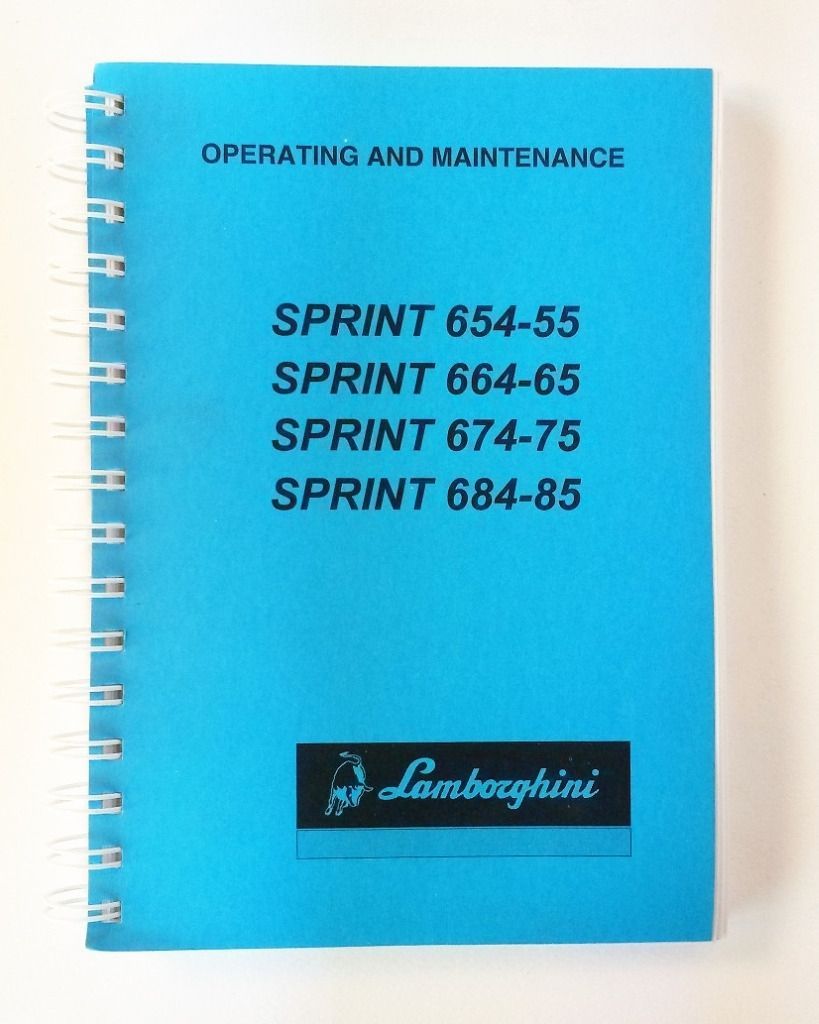 OPERATING AND MAINTENANCE
SPRINT 654-55
SPRINT 664-65
SPRINT 674-75
SPRINT 684-85
Lamborghini